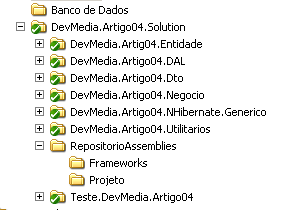 Banco de Dados
DevMedia.Artigo04.Solution
DevMedia.Artig04.Entidade
DevMedia.Artigo04.DAL
DevMedia.Artigo04.Dto
DevMedia.Artigo04.Negocio
DevMedia.Artigo04.NHibernate.Generico
DevMedia.Artigo04.Utilitarios
RepositorioAssemblies
Frameworks
Projeto
Teste.DevMedia.Artigo04